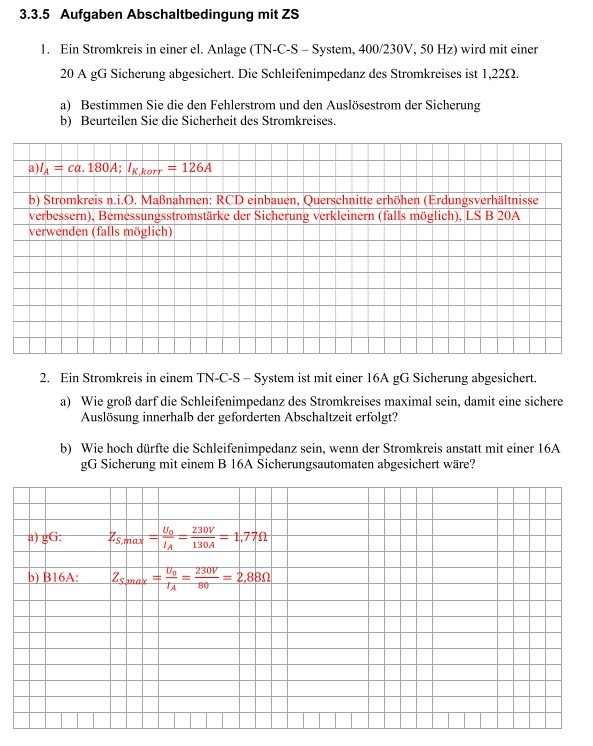 3.3.5 Aufgaben Abschaltbedingung mit ZS
1. Ein Stromkreis in einer el. Anlage (TN-C-S – System, 400/230V, 50 Hz) wird mit einer
20 A gG Sicherung abgesichert. Die Schleifenimpedanz des Stromkreises ist 1,22Ω.
a) Bestimmen Sie die den Fehlerstrom und den Auslösestrom der Sicherung
b) Beurteilen Sie die Sicherheit des Stromkreises.
a)I_A = ca. 180A; I_K,korr = 126A
b) Stromkreis n.i.O. Maßnahmen: RCD einbauen, Querschnitte erhöhen (Erdungsverhältnisse
verbessern), Bemessungsstromstärke der Sicherung verkleinern (falls möglich), LS B 20A
verwenden (falls möglich)
2. Ein Stromkreis in einem TN-C-S – System ist mit einer 16A gG Sicherung abgesichert.
a) Wie groß darf die Schleifenimpedanz des Stromkreises maximal sein, damit eine sichere
Auslösung innerhalb der geforderten Abschaltzeit erfolgt?
b) Wie hoch dürfte die Schleifenimpedanz sein, wenn der Stromkreis anstatt mit einer 16A
gG Sicherung mit einem B 16A Sicherungsautomaten abgesichert wäre?
a) gG: Z_S,max = U_0/I_A = 230V/130A = 1,77Ω
b) B16A: Z_S,max = U_0/I_A = 230V/80 = 2,88Ω